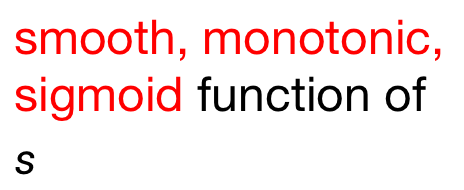 smooth, monotonic,
sigmoid function of
s